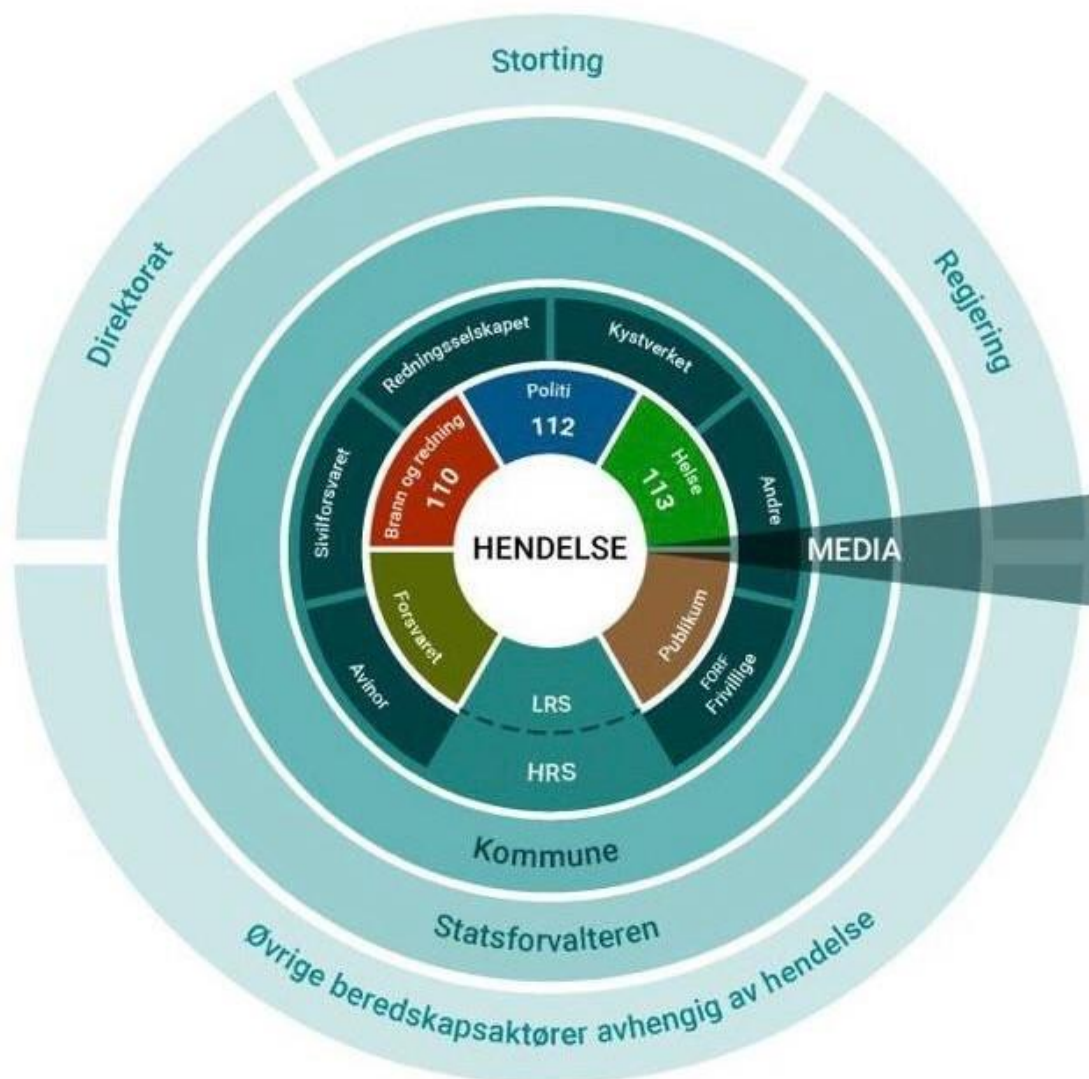 Storting
Direktorat
Regjering
Redningsselskapet
Kystverket
Sivilforsvaret
Andre
Politi
112
Brann og redning
110
Helse
113
HENDELSE
MEDIA
Forsvaret
Publikum
Avinor
FORF
Frivillige
LRS
HRS
Kommune
Statsforvalteren
Øvrige beredskapsaktører avhengig av hendelse